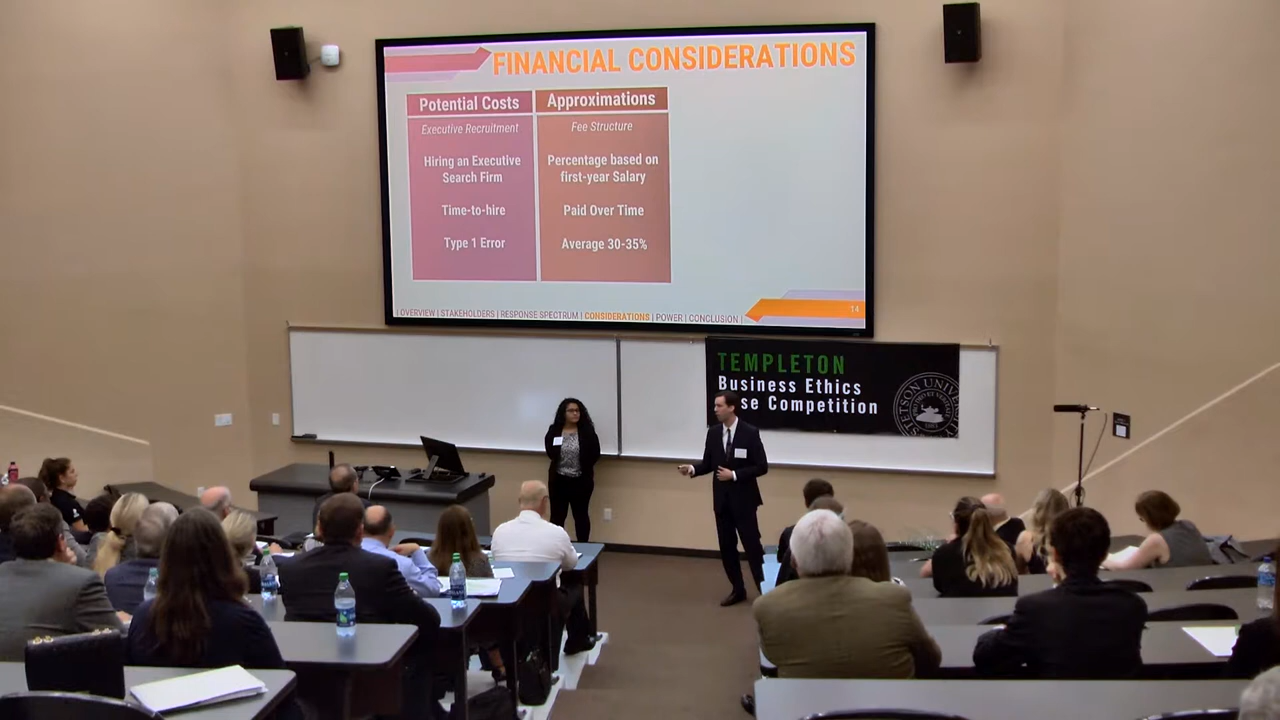 FINANCIAL CONSIDERATIONS
Potential Costs
Approximations
Executive Recruitment
Fee Structure
Hiring an Executive
Search Firm
Percentage based on
first-year Salary
Time-to-hire
Paid Over Time
Type 1 Error
Average 30-35%
| OVERVIEW | STAKEHOLDERS | RESPONSE SPECTRUM | CONSIDERATIONS | POWER | CONCLUSION |
14
TEMPLETON
Business Ethics
se Competition
STETSON UNIVERSITY